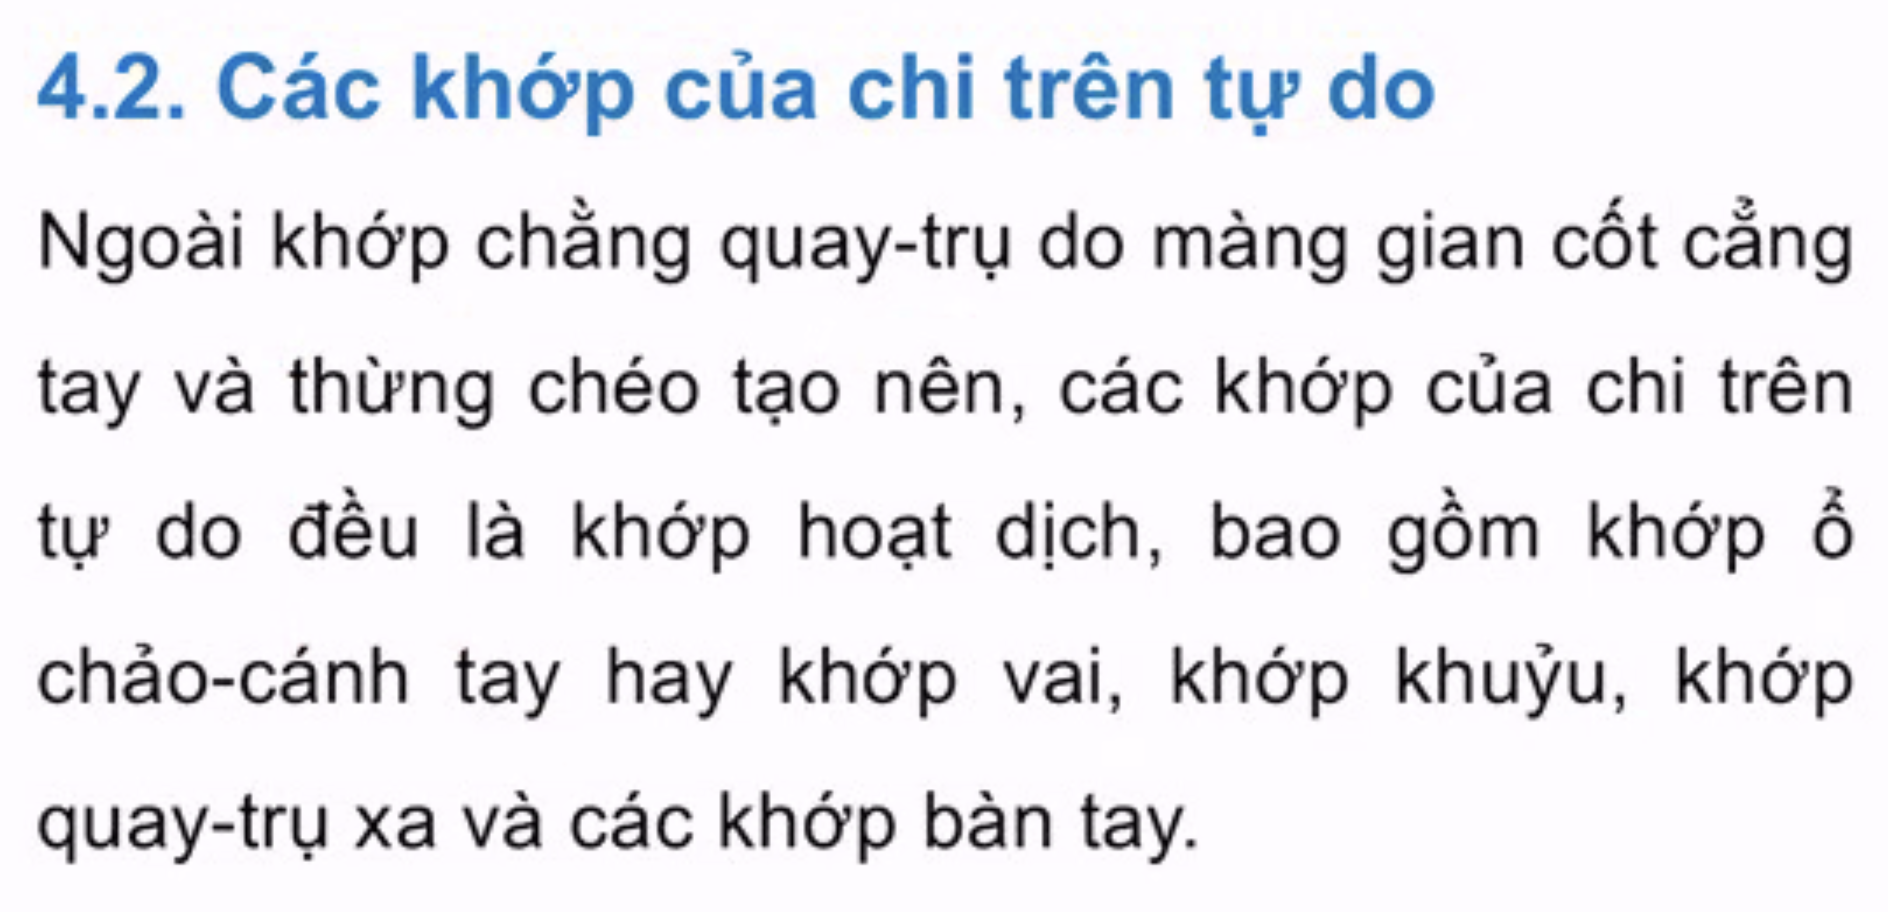 4.2. Các khớp của chi trên tự do
Ngoài khớp chằng quay-trụ do màng gian cốt cẳng
tay và thừng chéo tạo nên, các khớp của chi trên
tự do đều là khớp hoạt dịch, bao gồm khớp ổ
chảo-cánh tay hay khớp vai, khớp khuỷu, khớp
quay-trụ xa và các khớp bàn tay.